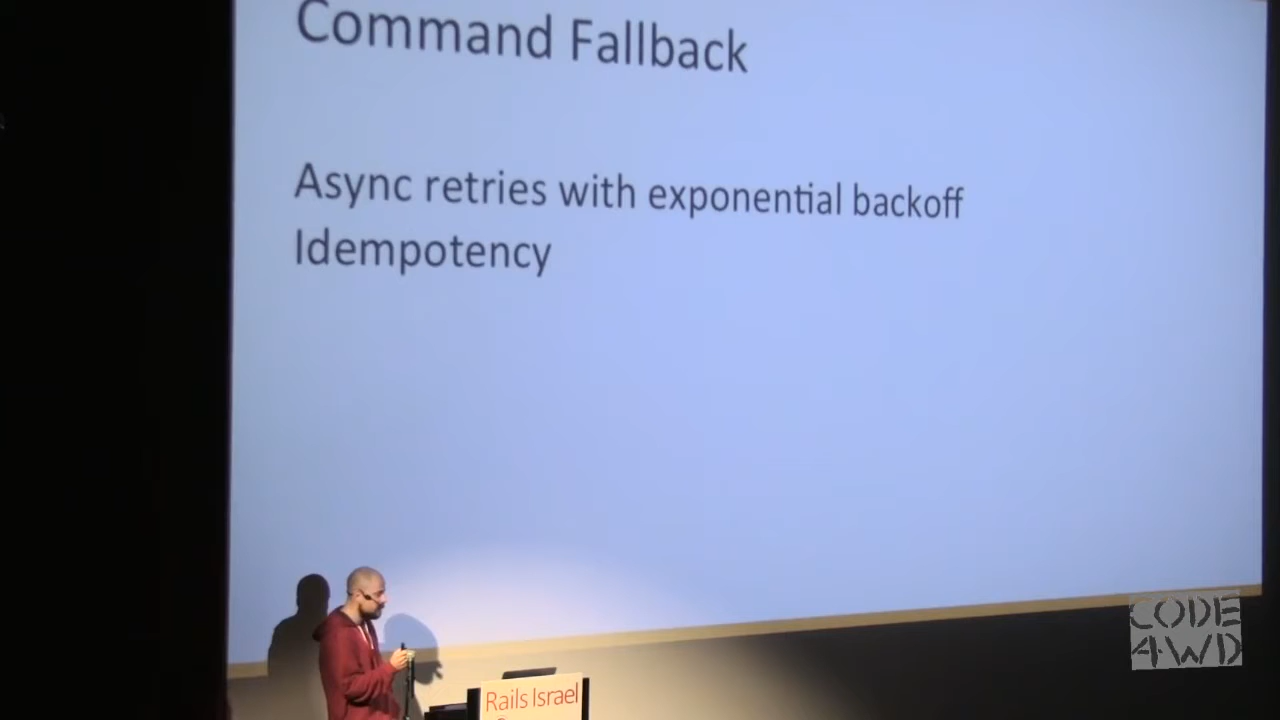 Command Fallback
Async retries with exponential backoff
Idempotency
Rails Israel
CODE
4WD